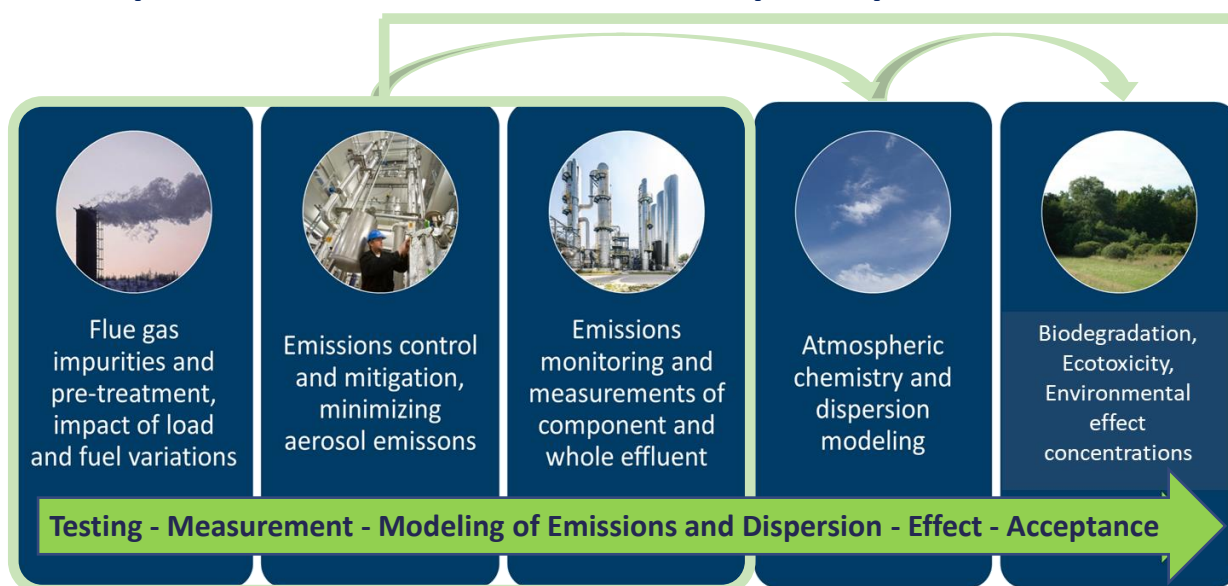 Flue gas
impurities and
pre-treatment,
impact of load
and fuel variations
Emissions control
and mitigation,
minimizing
aerosol emissons
Emissions
monitoring and
measurements of
component and
whole effluent
Atmospheric
chemistry and
dispersion
modeling
Biodegradation,
Ecotoxicity,
Environmental
effect
concentrations
Testing - Measurement - Modeling of Emissions and Dispersion - Effect - Acceptance